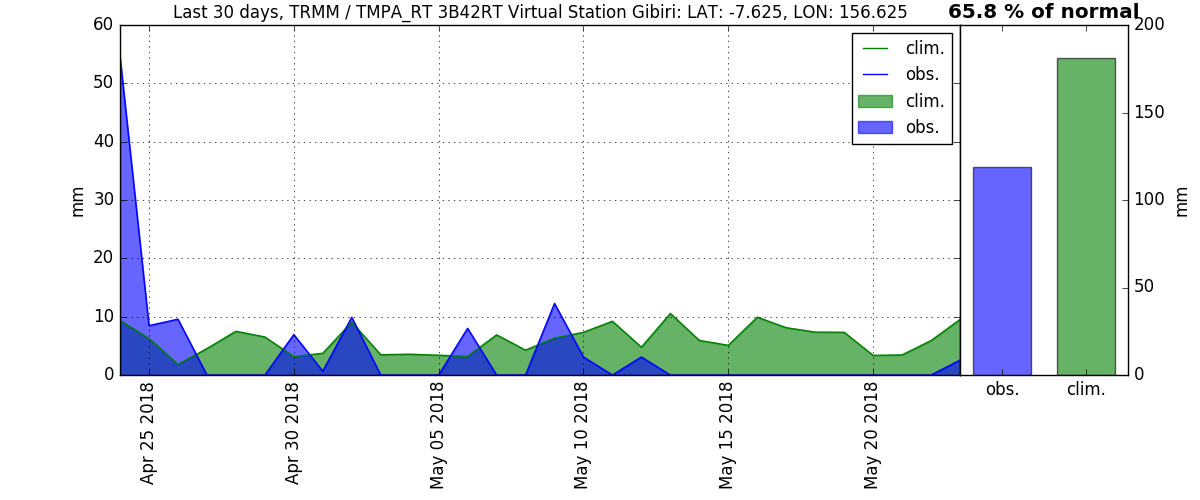 Last 30 days, TRMM / TMPA_RT 3B42RT Virtual Station Gibiri: LAT: -7.625, LON: 156.625
65.8 % of normal
60
50
40
30
20
10
0
mm
clim.
obs.
clim.
obs.
Apr 25 2018
Apr 30 2018
May 05 2018
May 10 2018
May 15 2018
May 20 2018
200
150
100
50
0
mm
obs.
clim.